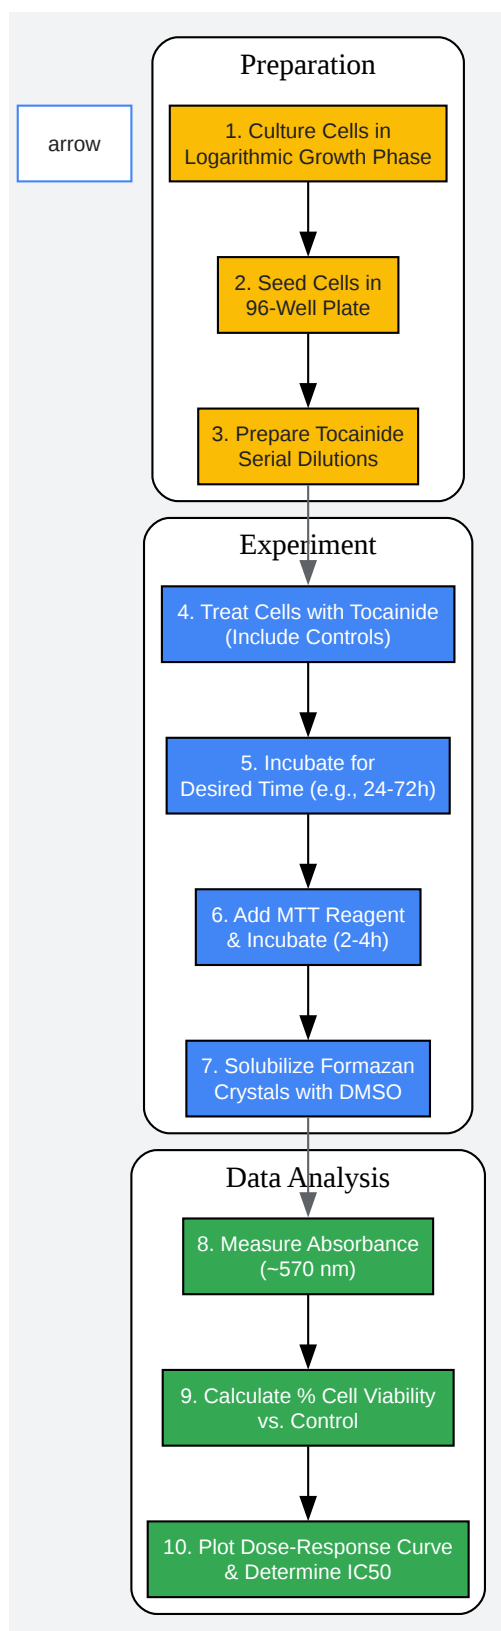 Preparation
arrow
1. Culture Cells in
Logarithmic Growth Phase
2. Seed Cells in
96-Well Plate
3. Prepare Tocainide
Serial Dilutions
Experiment
4. Treat Cells with Tocainide
(Include Controls)
5. Incubate for
Desired Time (e.g., 24-72h)
6. Add MTT Reagent
& Incubate (2-4h)
7. Solubilize Formazan
Crystals with DMSO
Data Analysis
8. Measure Absorbance
(~570 nm)
9. Calculate % Cell Viability
vs. Control
10. Plot Dose-Response Curve
& Determine IC50